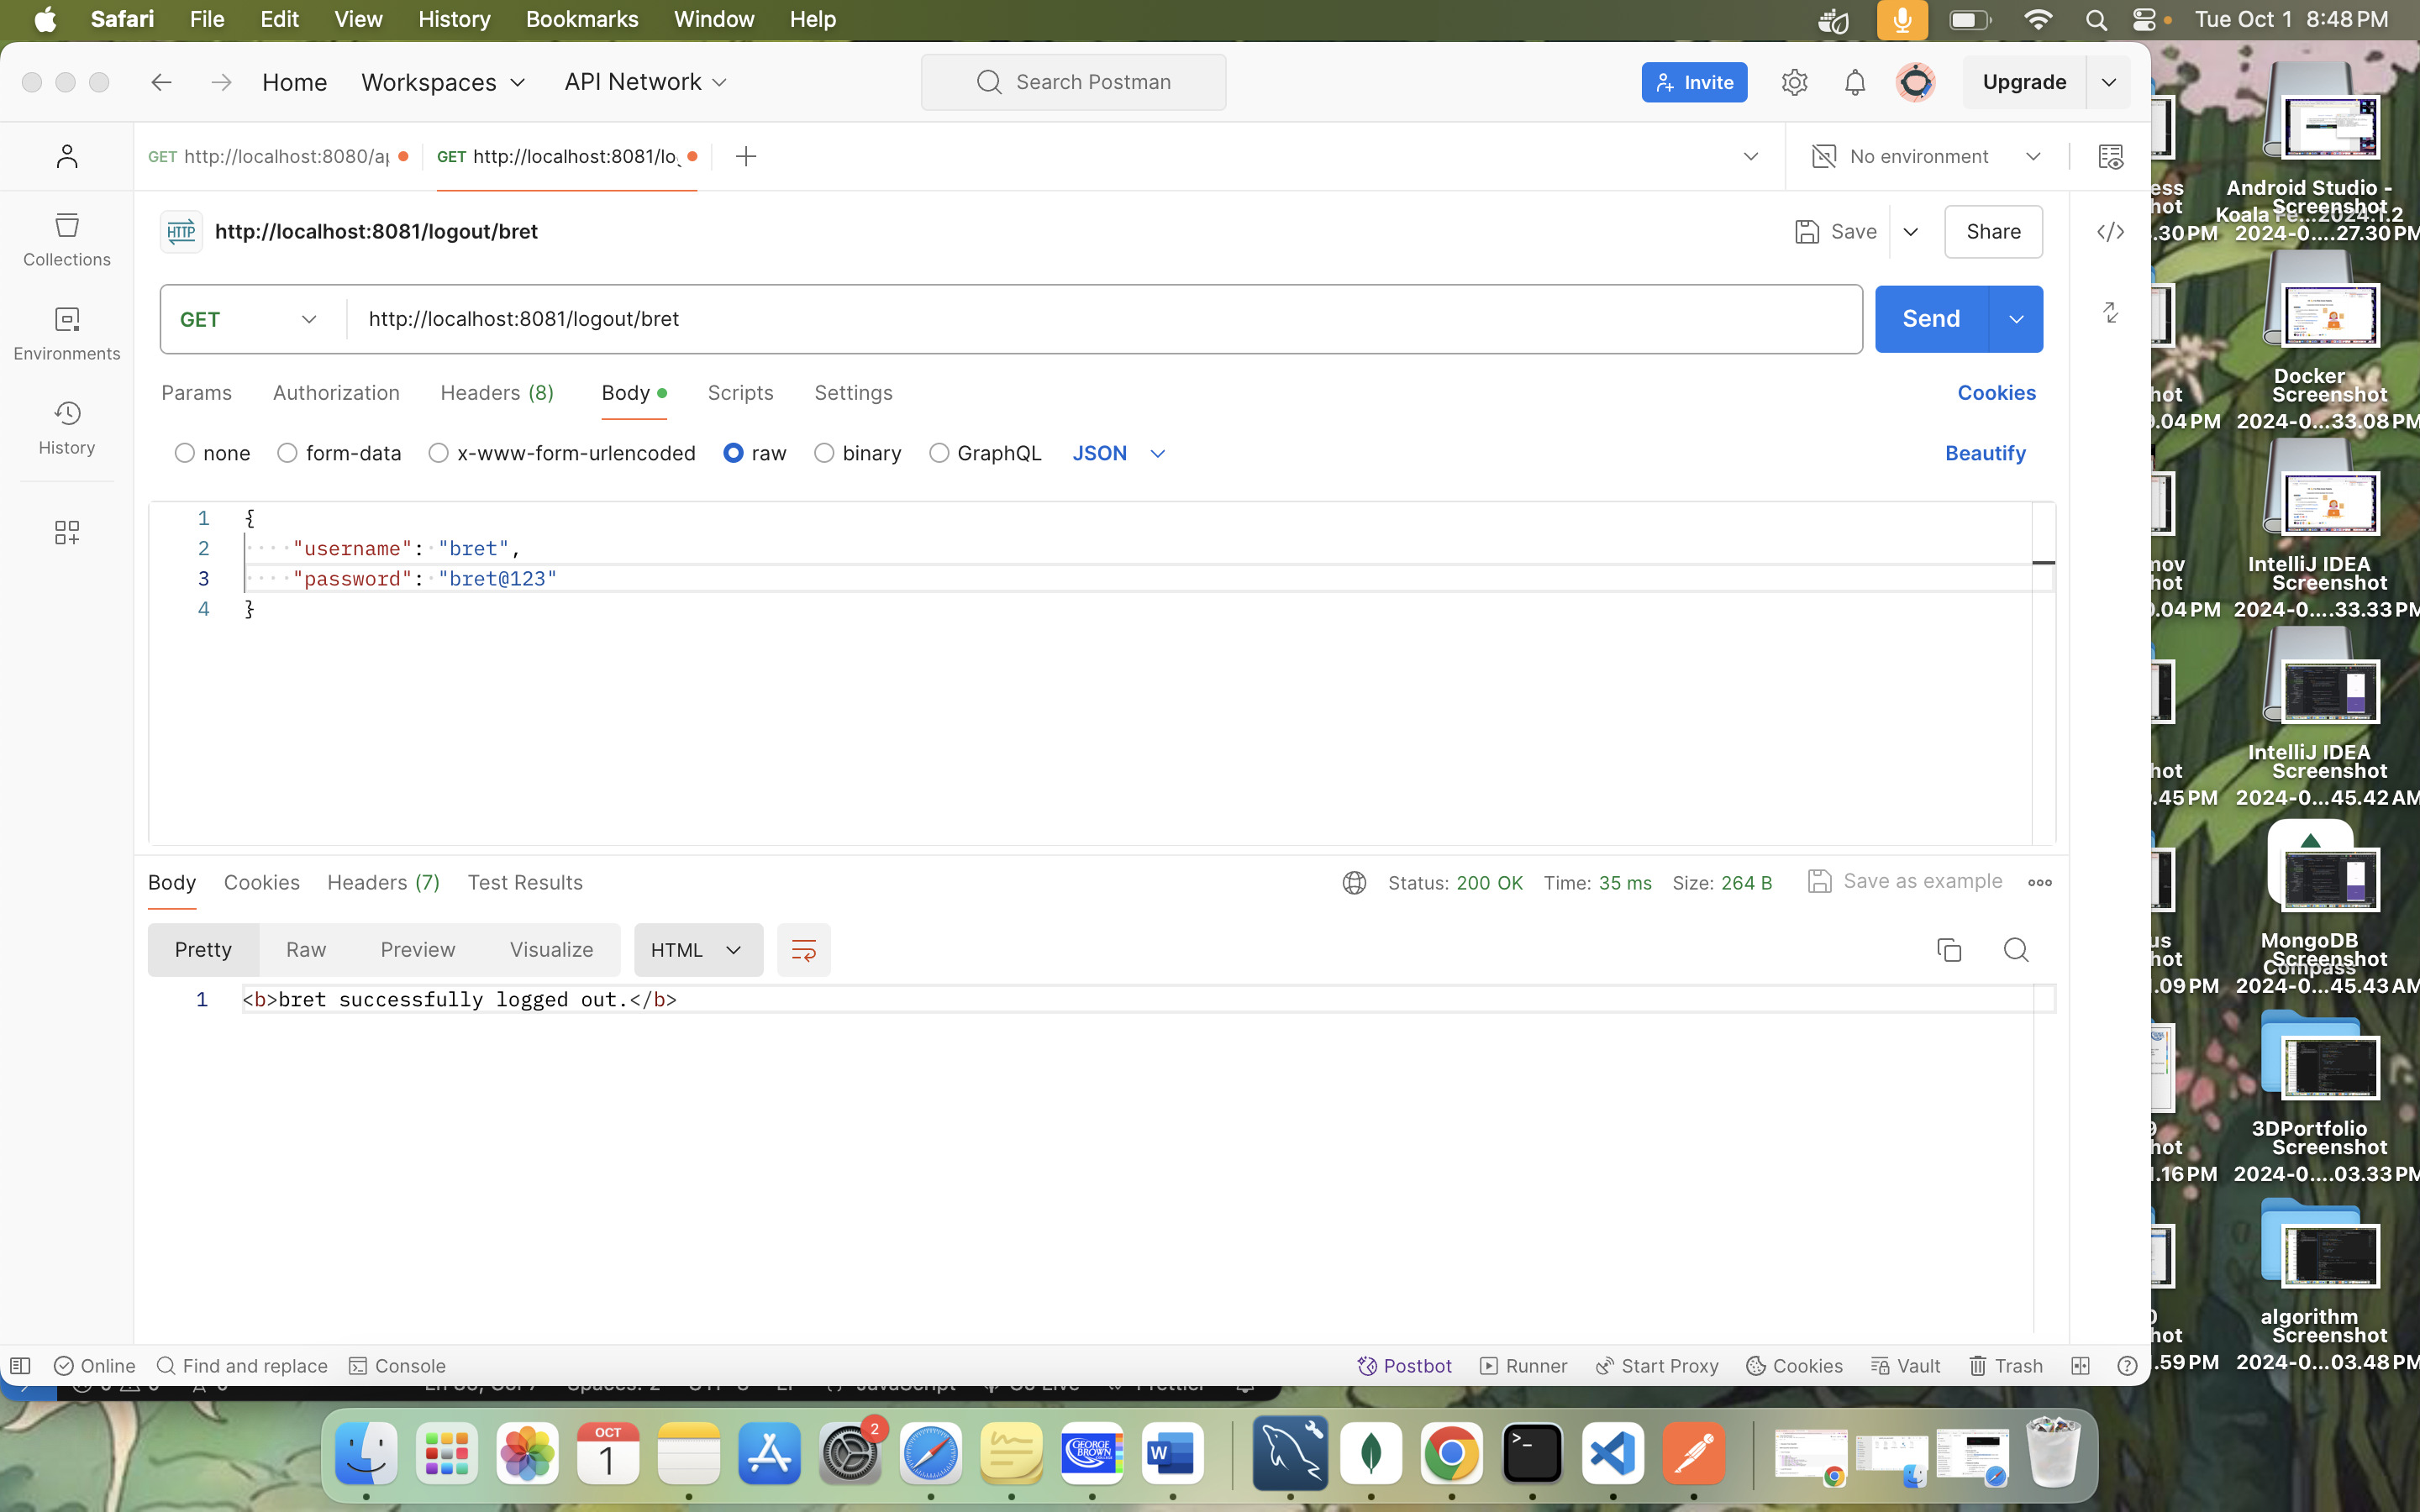 Safari File Edit View History Bookmarks Window Help Tue Oct 1 8:48 PM
Home Workspaces API Network Search Postman Invite Upgrade
GET http://localhost:8080/ap GET http://localhost:8081/lo No environment
HTTP http://localhost:8081/logout/bret Save Share
Collections
GET http://localhost:8081/logout/bret Send
Environments
Params Authorization Headers (8) Body Scripts Settings Cookies
History
none form-data x-www-form-urlencoded raw binary GraphQL JSON Beautify
1 {
2 "username": "bret",
3 "password": "bret@123"
4 }
Body Cookies Headers (7) Test Results Status: 200 OK Time: 35 ms Size: 264 B Save as example
Pretty Raw Preview Visualize HTML
1 <b>bret successfully logged out.</b>
Online Find and replace Console Postbot Runner Start Proxy Cookies Vault Trash
Android Studio -
Screenshot
2024-0....27.30 PM
Docker
Screenshot
2024-0....33.08 PM
IntelliJ IDEA
Screenshot
2024-0....33.33 PM
IntelliJ IDEA
Screenshot
2024-0...45.42 AM
MongoDB
Compass
Screenshot
2024-0...45.43 AM
3DPortfolio
Screenshot
2024-0....03.33 PM
algorithm
Screenshot
2024-0....03.48 PM
OCT
1
2
GEORGE
BROWN
W